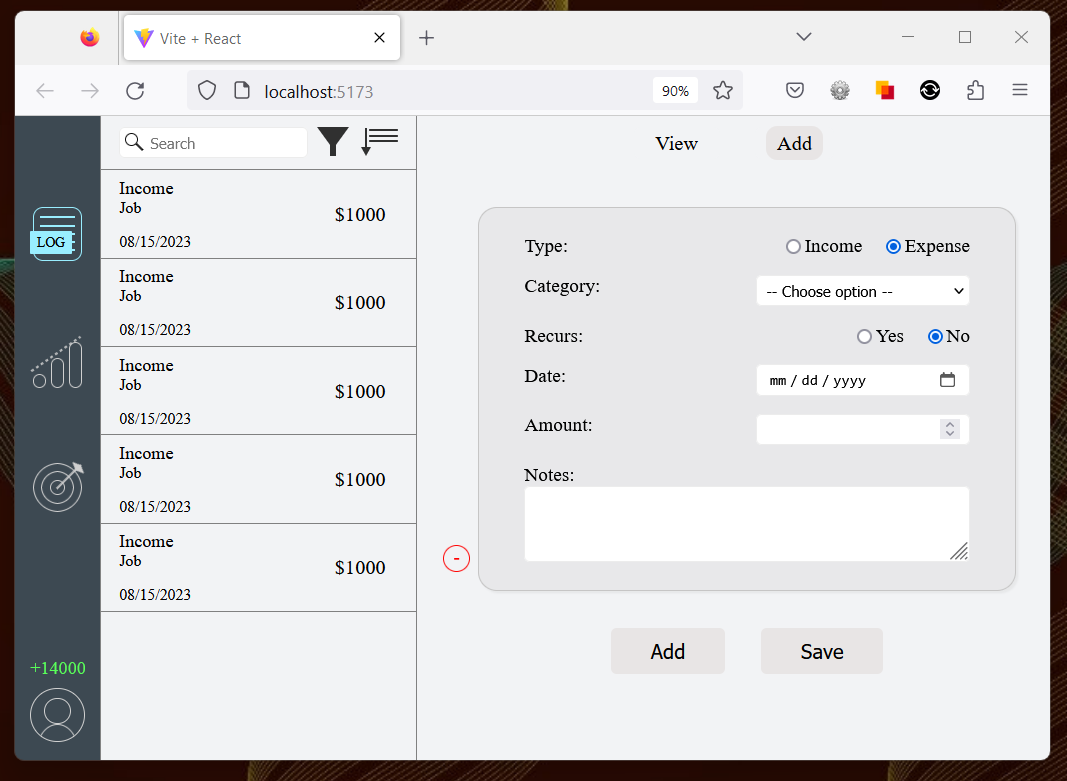 Vite + React
localhost:5173
90%
Search
View
Add
LOG
Income
Job
$1000
08/15/2023
Income
Job
$1000
08/15/2023
Income
Job
$1000
08/15/2023
Income
Job
$1000
08/15/2023
Income
Job
$1000
08/15/2023
+14000
Type:
Income
Expense
Category:
-- Choose option --
Recurs:
Yes
No
Date:
mm / dd / yyyy
Amount:
Notes:
-
Add
Save